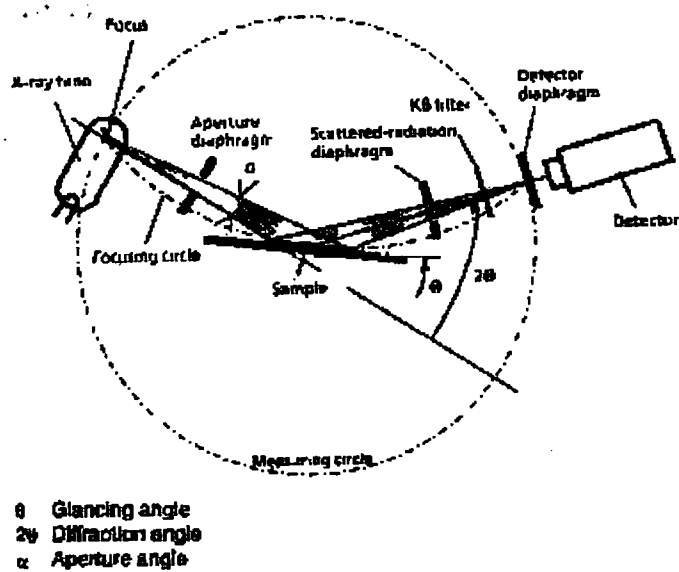 Focus
X-ray tube
Aperture
diaphragm
α
Focusing circle
Sample
Scattered-radiation
diaphragm
Kβ filter
Detector
diaphragm
Detector
θ
2θ
Measuring circle
θ Glancing angle
2θ Diffraction angle
α Aperture angle